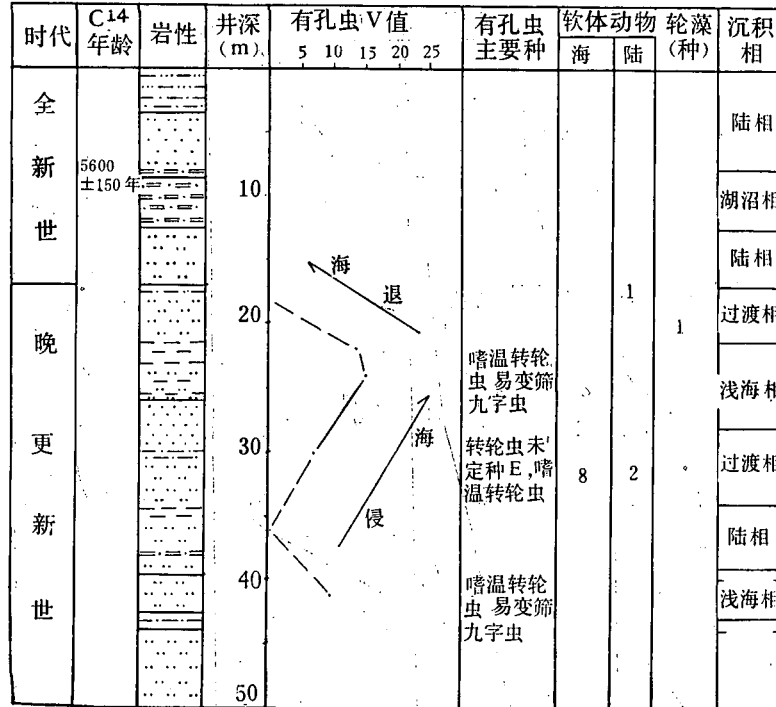 时代
C14
年龄
岩性
井深
(m)
有孔虫 V 值
5 10 15 20 25
有孔虫
主要种
软体动物
海 陆
轮藻
(种)
沉积
相
全
新
世
晚
更
新
世
5600
±150 年
10
20
30
40
50
海
退
海
侵
嗜温转轮
虫 易变筛
九字虫
转轮虫未
定种 E ,嗜
温转轮虫
嗜温转轮
虫 易变筛
九字虫
8
1
2
1
陆相
湖沼相
陆相
过渡相
浅海相
过渡相
陆相
浅海相